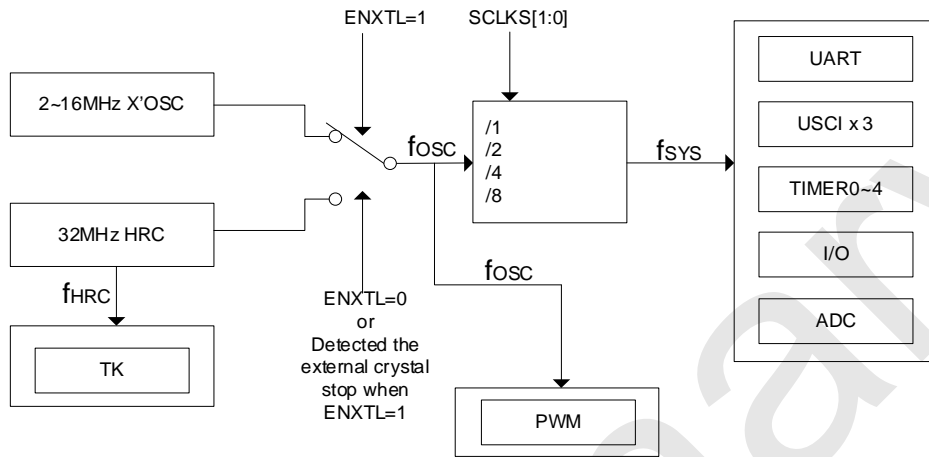 ENXTL=1
SCLKS[1:0]
2~16MHz X'OSC
32MHz HRC
fHRC
TK
fOSC
/1
/2
/4
/8
fSYS
fOSC
ENXTL=0
or
Detected the
external crystal
stop when
ENXTL=1
PWM
UART
USCI x 3
TIMER0~4
I/O
ADC